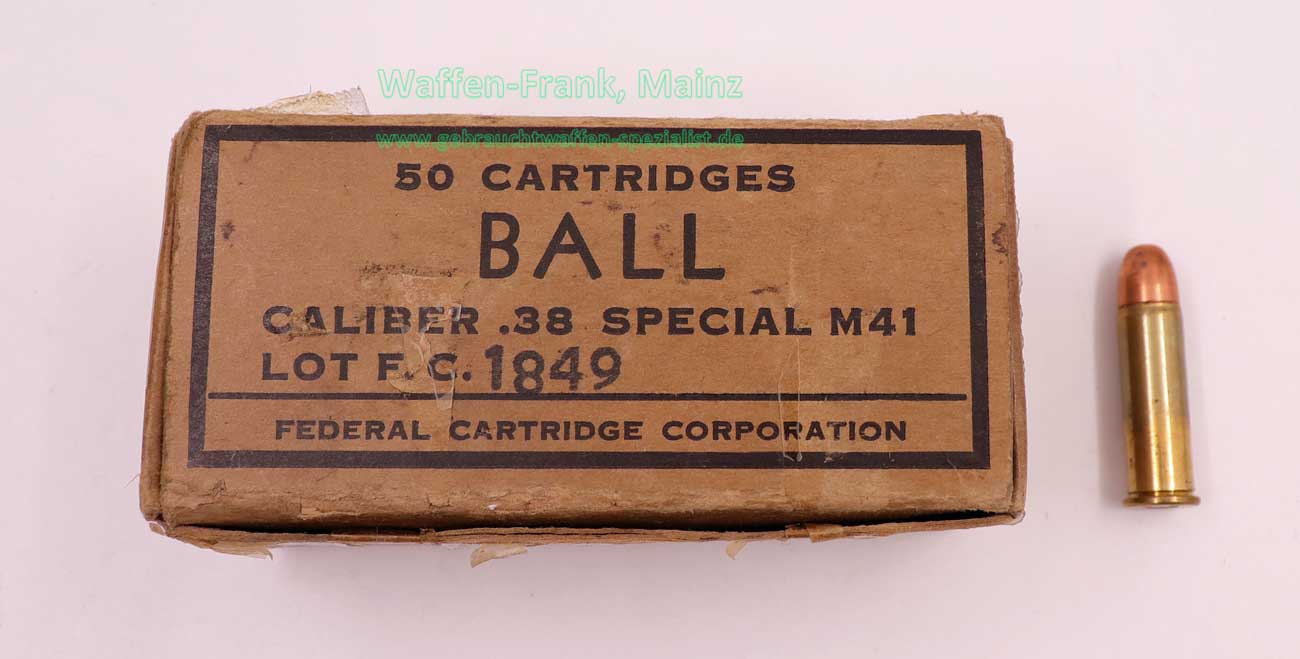 Waffen-Frank, Mainz
www.gebrauchtwaffen-spezialist.de
50 CARTRIDGES
BALL
CALIBER .38 SPECIAL M41
LOT F. C. 1849
FEDERAL CARTRIDGE CORPORATION